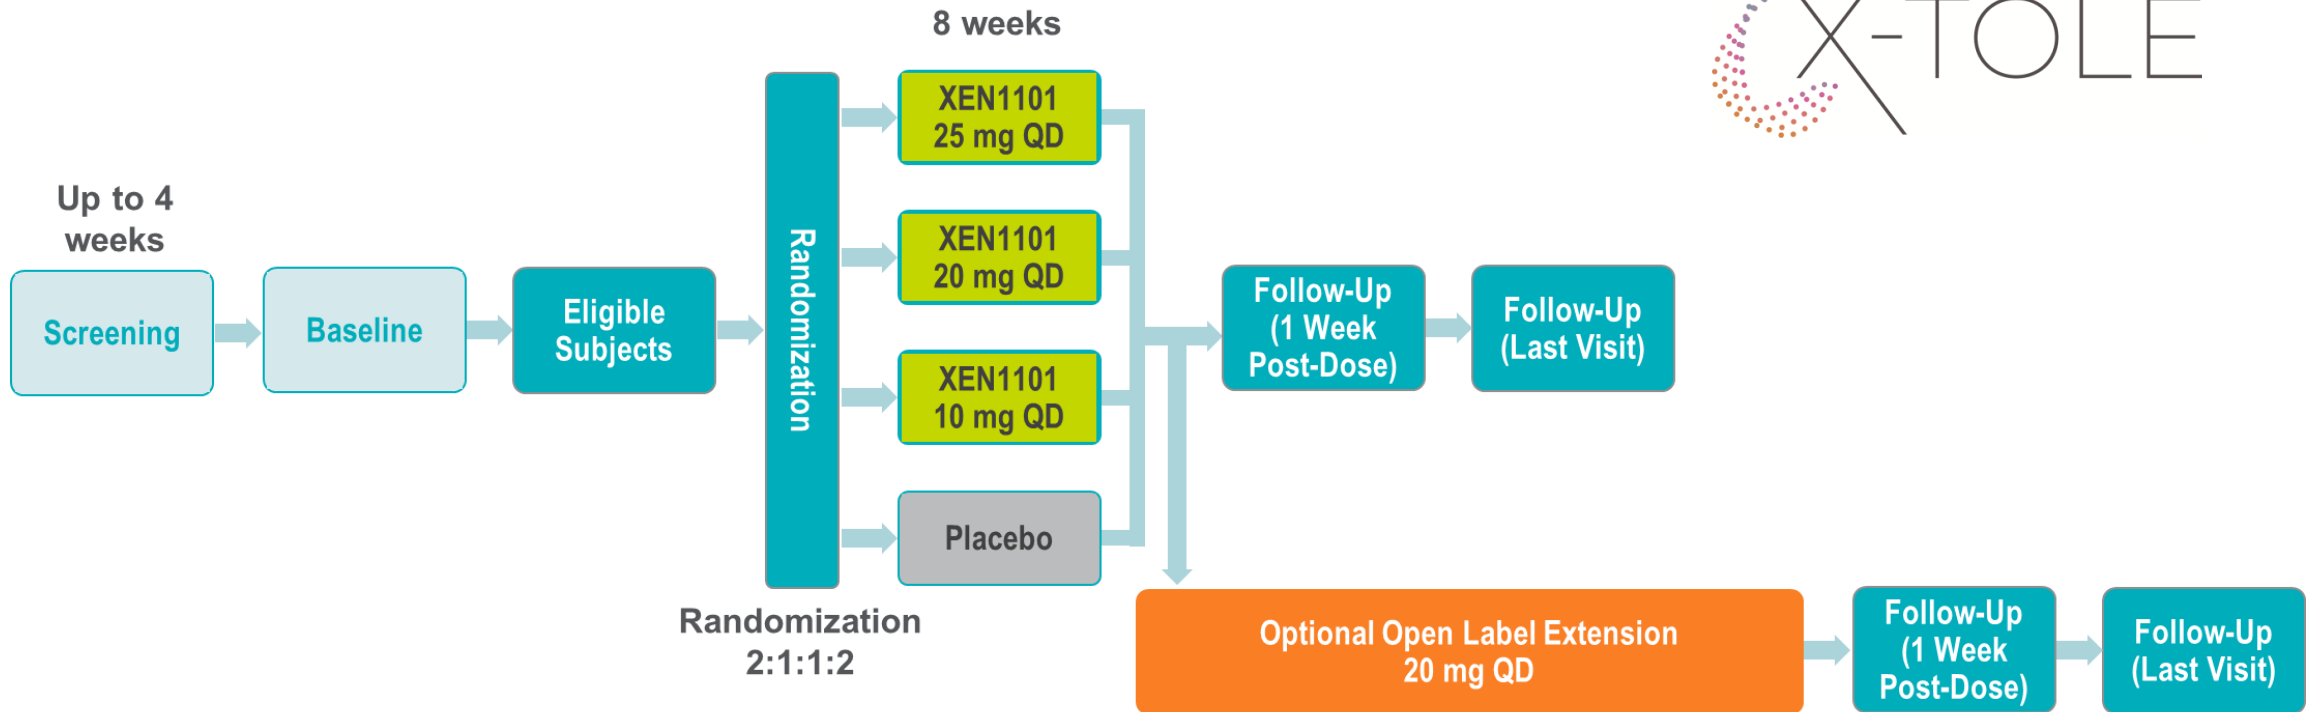 8 weeks
X-TOLE
XEN1101
25 mg QD
Up to 4
weeks
XEN1101
20 mg QD
Randomization
Screening
Baseline
Eligible
Subjects
Follow-Up
(1 Week
Post-Dose)
Follow-Up
(Last Visit)
XEN1101
10 mg QD
Placebo
Randomization
2:1:1:2
Optional Open Label Extension
20 mg QD
Follow-Up
(1 Week
Post-Dose)
Follow-Up
(Last Visit)